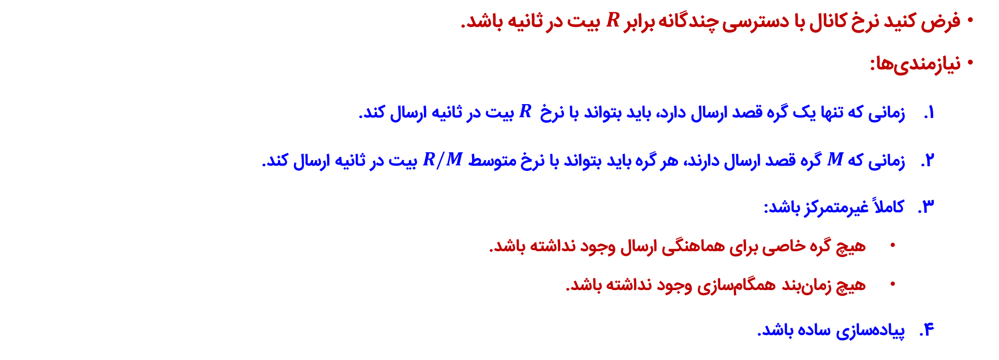 • فرض کنید نرخ کانال با دسترسی چندگانه برابر R بیت در ثانیه باشد.
• نیازمندی‌ها:
۱. زمانی که تنها یک گره قصد ارسال دارد، باید بتواند با نرخ R بیت در ثانیه ارسال کند.
۲. زمانی که M گره قصد ارسال دارند، هر گره باید بتواند با نرخ متوسط R/M بیت در ثانیه ارسال کند.
۳. کاملاً غیرمتمرکز باشد:
• هیچ گره خاصی برای هماهنگی ارسال وجود نداشته باشد.
• هیچ زمان‌بند همگام‌سازی وجود نداشته باشد.
۴. پیاده‌سازی ساده باشد.